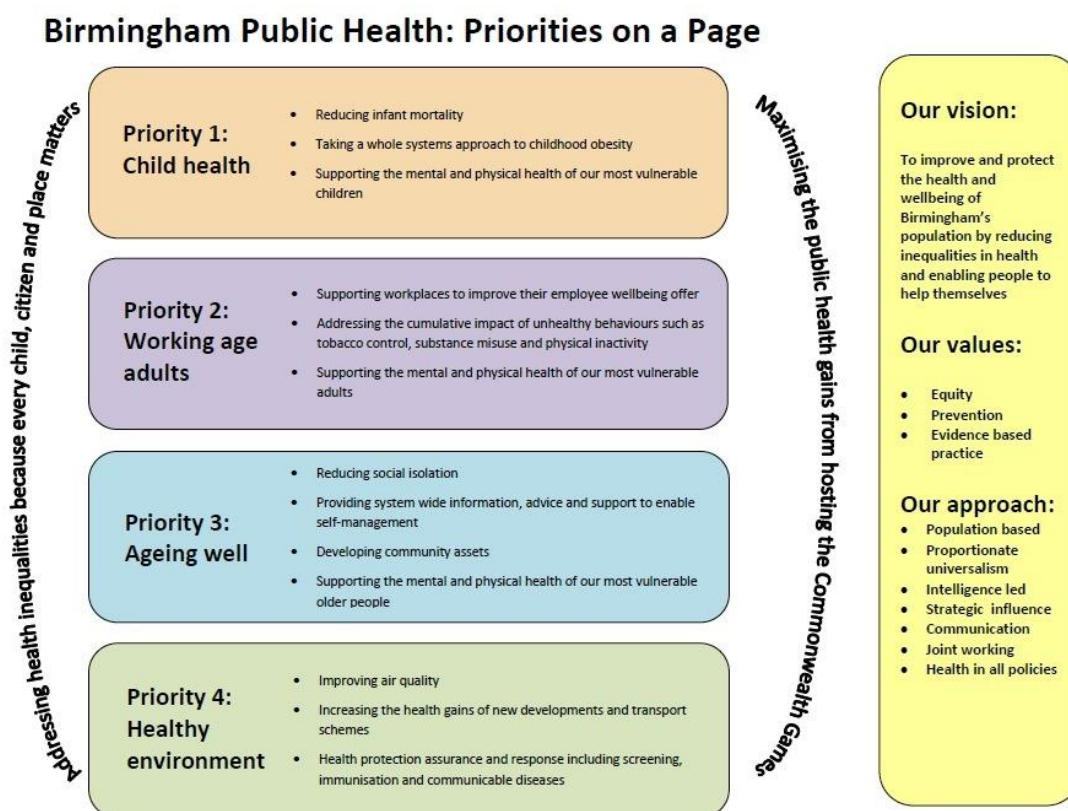 Birmingham Public Health: Priorities on a Page
Addressing health inequalities because every child, citizen and place matters
Priority 1:
Child health
• Reducing infant mortality
• Taking a whole systems approach to childhood obesity
• Supporting the mental and physical health of our most vulnerable
children
Priority 2:
Working age
adults
• Supporting workplaces to improve their employee wellbeing offer
• Addressing the cumulative impact of unhealthy behaviours such as
tobacco control, substance misuse and physical inactivity
• Supporting the mental and physical health of our most vulnerable
adults
Priority 3:
Ageing well
• Reducing social isolation
• Providing system wide information, advice and support to enable
self-management
• Developing community assets
• Supporting the mental and physical health of our most vulnerable
older people
Priority 4:
Healthy
environment
• Improving air quality
• Increasing the health gains of new developments and transport
schemes
• Health protection assurance and response including screening,
immunisation and communicable diseases
Maximising the public health gains from hosting the Commonwealth Games
Our vision:
To improve and protect
the health and
wellbeing of
Birmingham's
population by reducing
inequalities in health
and enabling people to
help themselves
Our values:
• Equity
• Prevention
• Evidence based
practice
Our approach:
• Population based
• Proportionate
universalism
• Intelligence led
• Strategic influence
• Communication
• Joint working
• Health in all policies